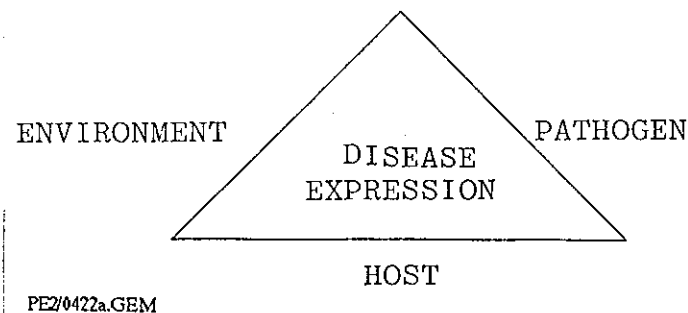 ENVIRONMENT
PATHOGEN
DISEASE
EXPRESSION
HOST
PE2/0422a.GEM